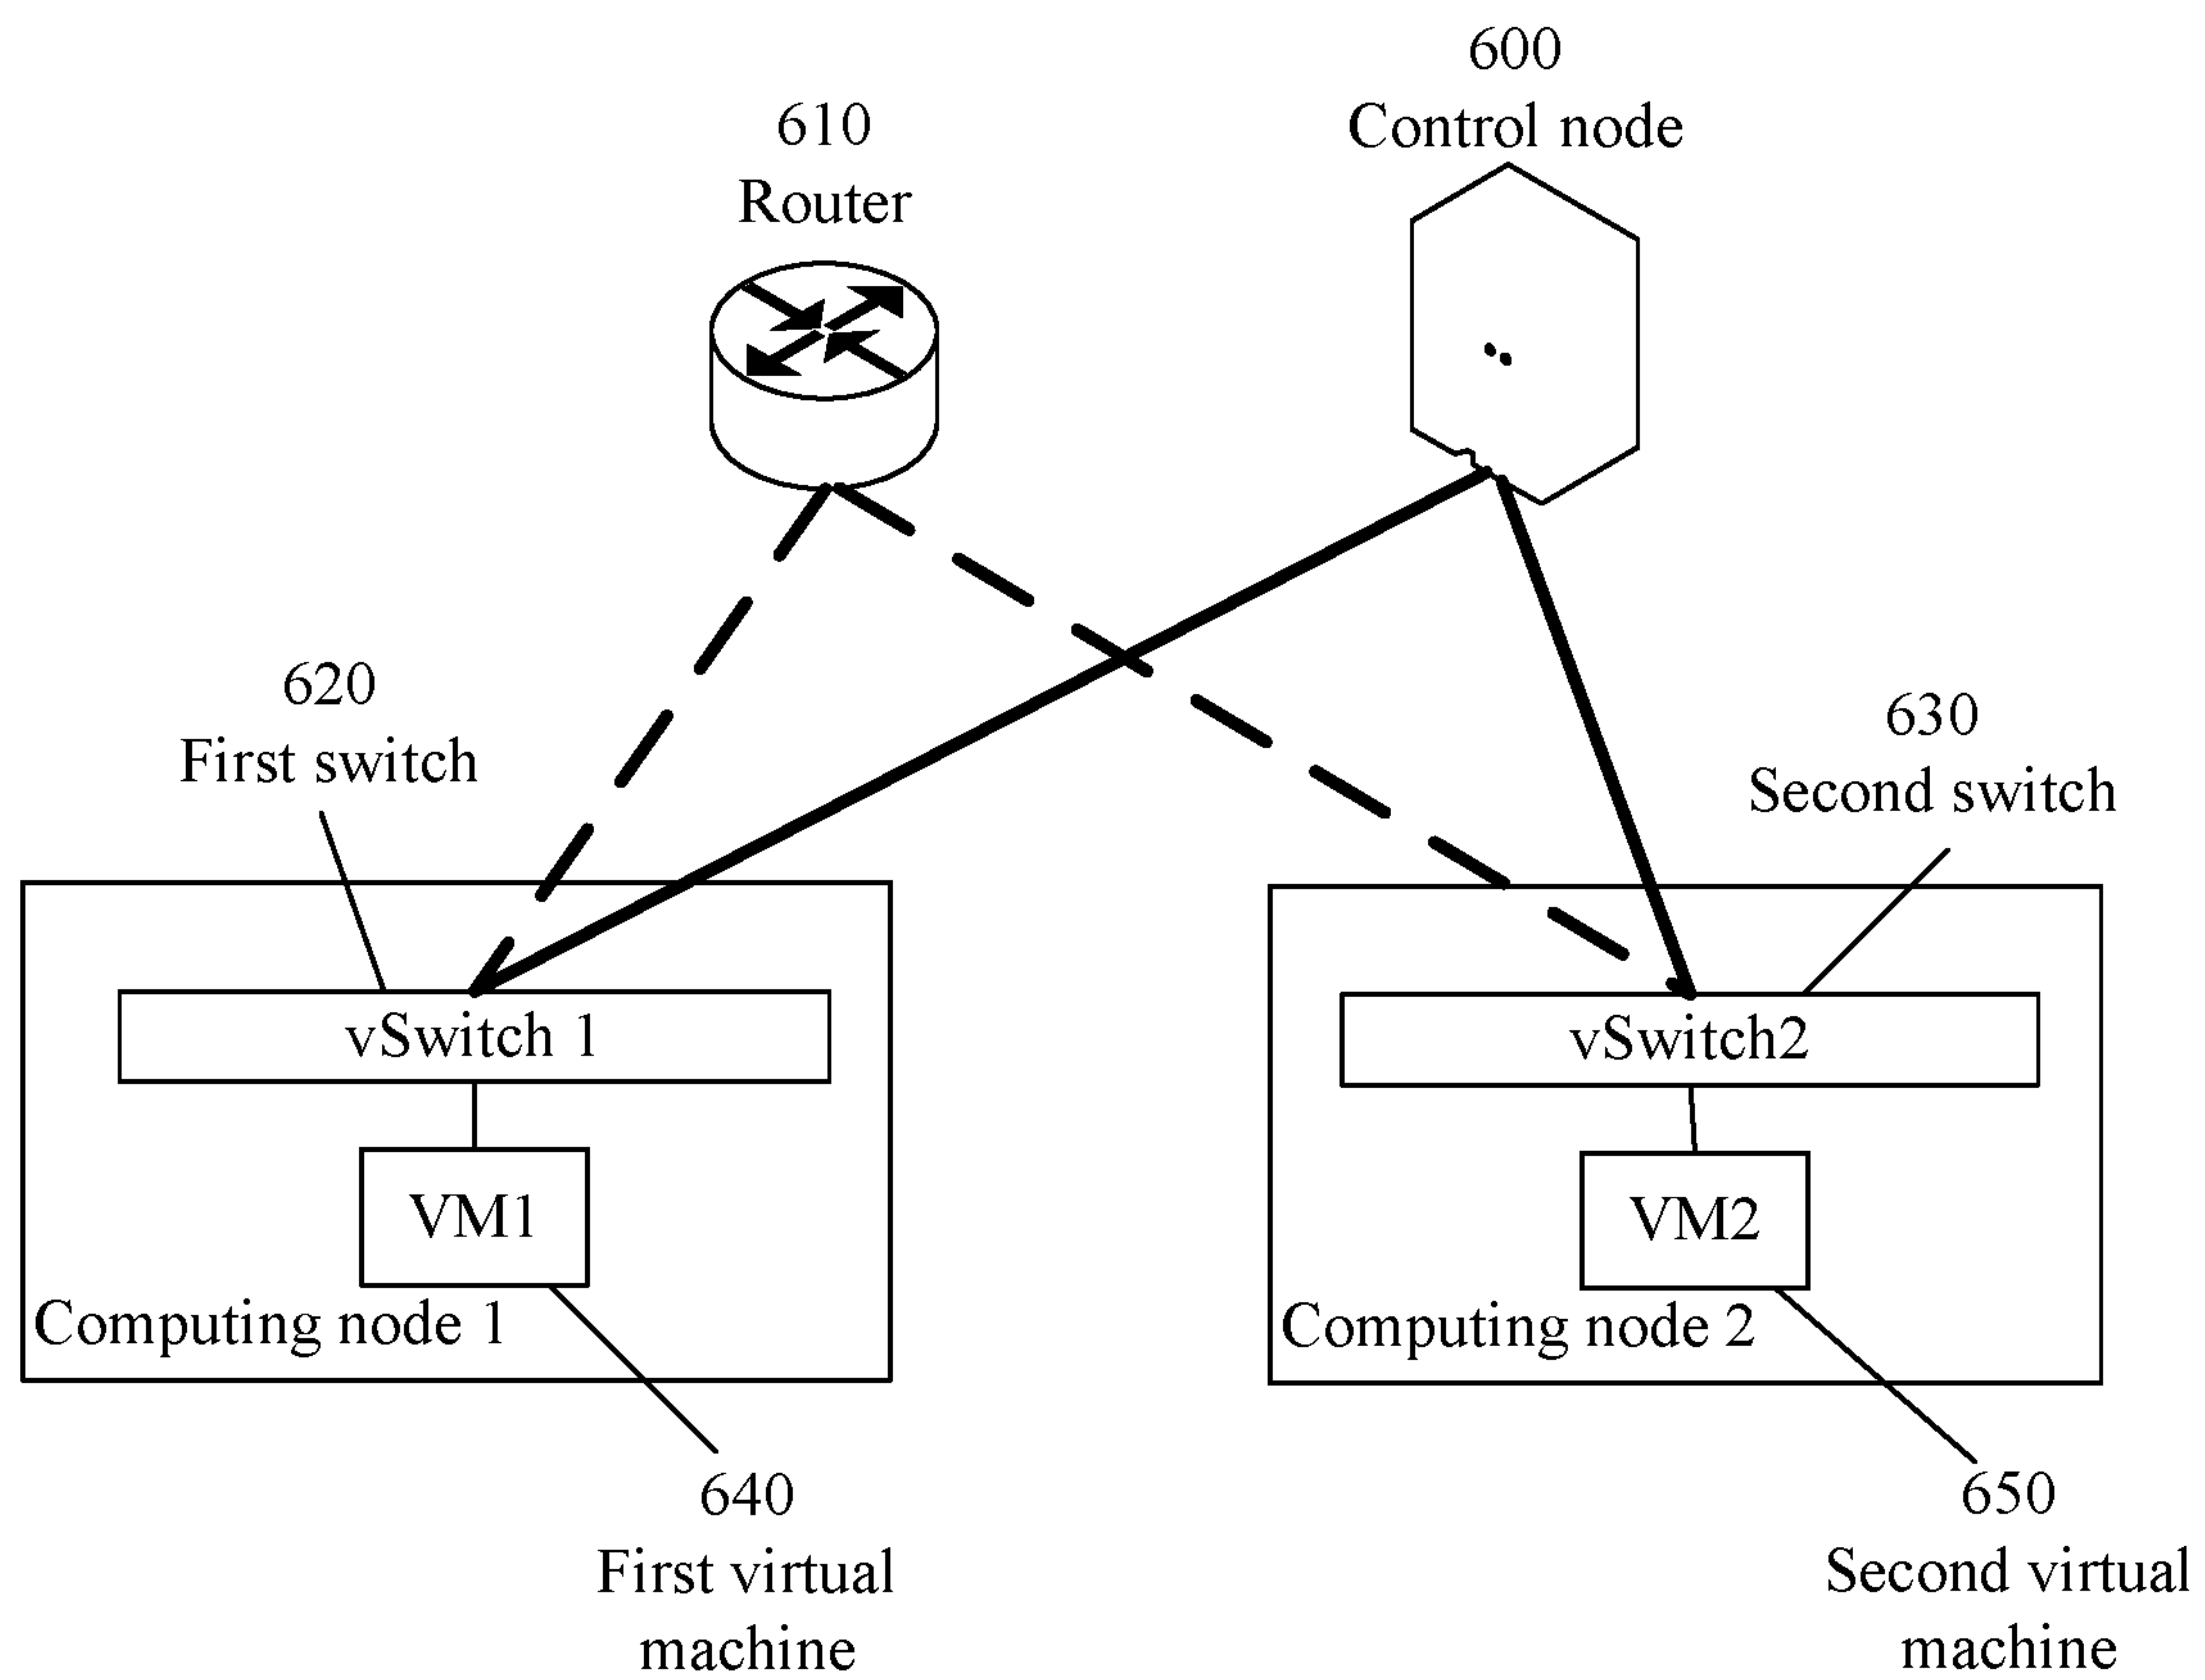 600
Control node
610
Router
620
First switch
630
Second switch
vSwitch 1
vSwitch2
VM1
VM2
Computing node 1
Computing node 2
640
First virtual
machine
650
Second virtual
machine